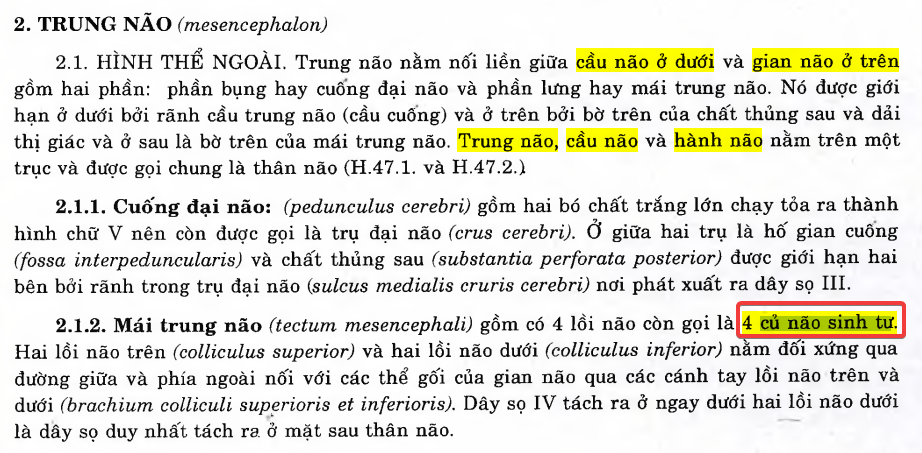 2. TRUNG NÃO (mesencephalon)
2.1. HÌNH THỂ NGOÀI. Trung não nằm nối liền giữa cầu não ở dưới và gian não ở trên
gồm hai phần: phần bụng hay cuống đại não và phần lưng hay mái trung não. Nó được giới
hạn ở dưới bởi rãnh cầu trung não (cầu cuống) và ở trên bởi bờ trên của chất thủng sau và dải
thị giác và ở sau là bờ trên của mái trung não. Trung não, cầu não và hành não nằm trên một
trục và được gọi chung là thân não (H.47.1. và H.47.2.)
2.1.1. Cuống đại não: (pedunculus cerebri) gồm hai bó chất trắng lớn chạy tỏa ra thành
hình chữ V nên còn được gọi là trụ đại não (crus cerebri). Ở giữa hai trụ là hố gian cuống
(fossa interpeduncularis) và chất thủng sau (substantia perforata posterior) được giới hạn hai
bên bởi rãnh trong trụ đại não (sulcus medialis cruris cerebri) nơi phát xuất ra dây sọ III.
2.1.2. Mái trung não (tectum mesencephali) gồm có 4 lồi não còn gọi là 4 củ não sinh tư.
Hai lồi não trên (colliculus superior) và hai lồi não dưới (colliculus inferior) nằm đối xứng qua
đường giữa và phía ngoài nối với các thể gối của gian não qua các cánh tay lồi não trên và
dưới (brachium colliculi superioris et inferioris). Dây sọ IV tách ra ở ngay dưới hai lồi não dưới
là dây sọ duy nhất tách ra ở mặt sau thân não.